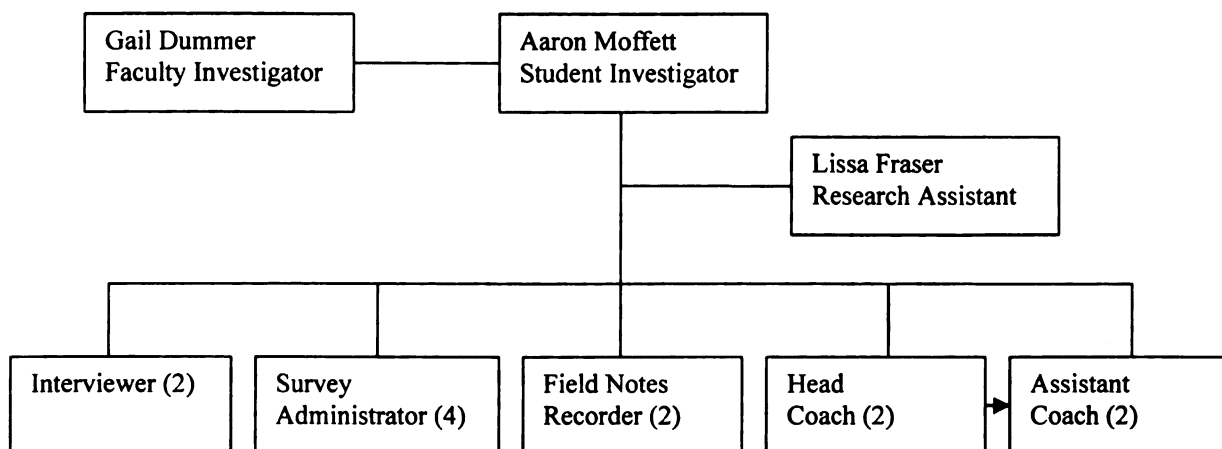 Gail Dummer
Faculty Investigator
Aaron Moffett
Student Investigator
Lissa Fraser
Research Assistant
Interviewer (2)
Survey
Administrator (4)
Field Notes
Recorder (2)
Head
Coach (2)
Assistant
Coach (2)